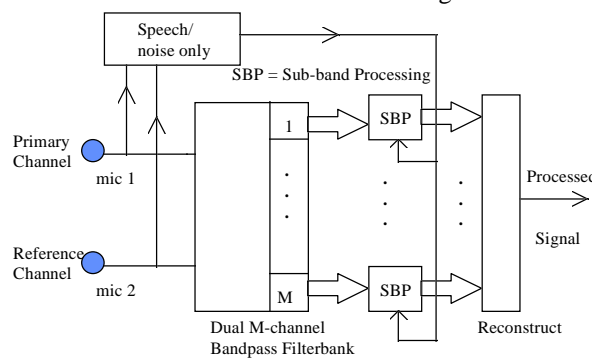 Speech/
noise only
SBP = Sub-band Processing
Primary
Channel
mic 1
1
SBP
Processed
Signal
Reference
Channel
mic 2
M
SBP
Dual M-channel
Bandpass Filterbank
Reconstruct